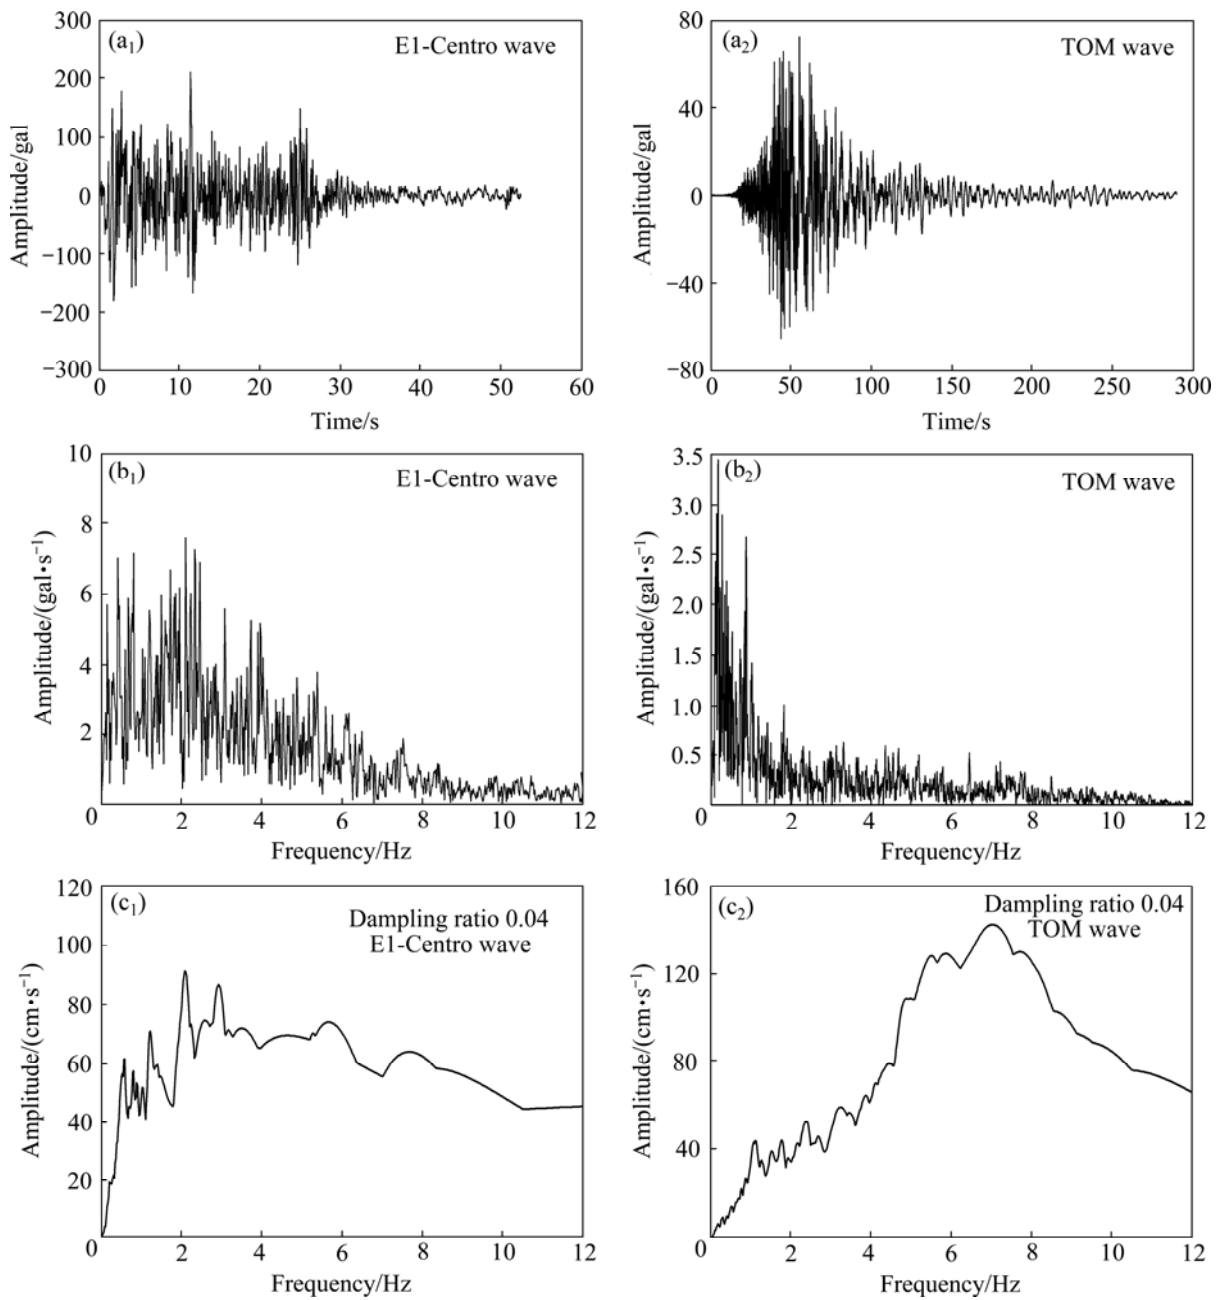 (a₁)
E1-Centro wave
Amplitude/gal
300
200
100
0
−100
−200
−300
0 10 20 30 40 50 60
Time/s
(a₂)
TOM wave
Amplitude/gal
80
40
0
−40
−80
0 50 100 150 200 250 300
Time/s
(b₁)
E1-Centro wave
Amplitude/(gal·s⁻¹)
10
8
6
4
2
0
2 4 6 8 10 12
Frequency/Hz
(b₂)
TOM wave
Amplitude/(gal·s⁻¹)
3.5
3.0
2.5
2.0
1.5
1.0
0.5
0
2 4 6 8 10 12
Frequency/Hz
(c₁)
Dampling ratio 0.04
E1-Centro wave
Amplitude/(cm·s⁻¹)
120
100
80
60
40
20
0
2 4 6 8 10 12
Frequency/Hz
(c₂)
Dampling ratio 0.04
TOM wave
Amplitude/(cm·s⁻¹)
160
120
80
40
0
2 4 6 8 10 12
Frequency/Hz